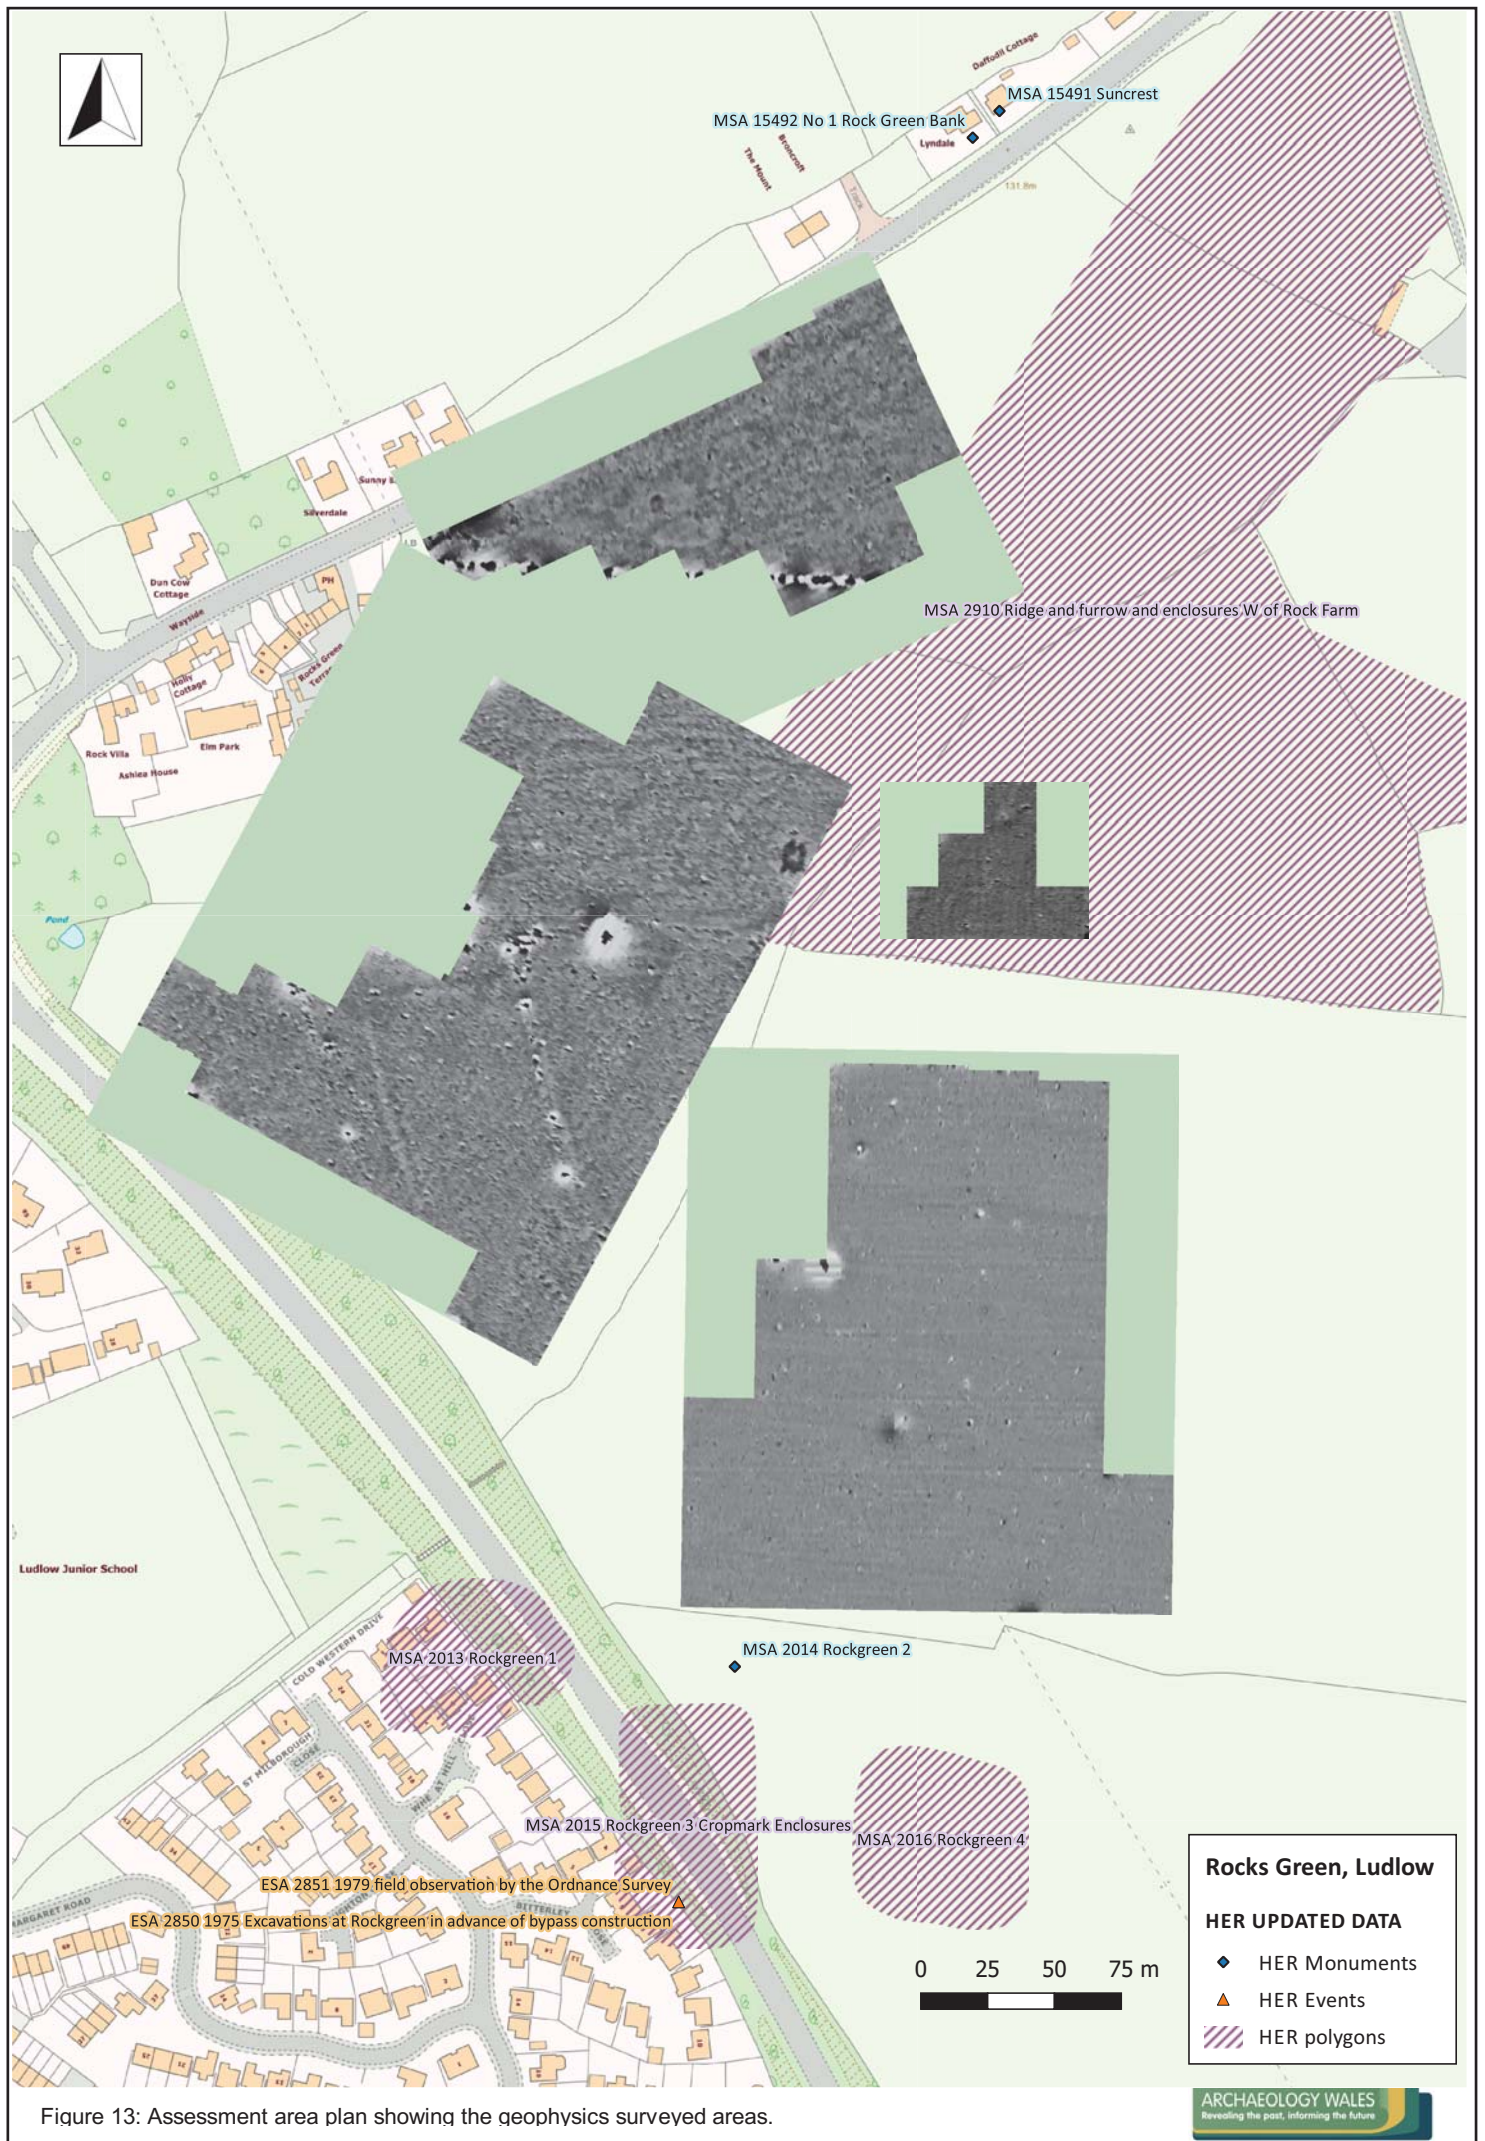 Daffodil Cottage
MSA 15491 Suncrest
MSA 15492 No 1 Rock Green Bank
Lyndale
Broncroft
The Mount
Track
131.8m
Sunny
Silverdale
LB
PH
Dun Cow
Cottage
Wayside
Rocks Green
Holly
Cottage
Elm Park
Rock Villa
Ashlea House
Pond
MSA 2910 Ridge and furrow and enclosures W of Rock Farm
Ludlow Junior School
COLD WESTERN DRIVE
MSA 2013 Rockgreen 1
MSA 2014 Rockgreen 2
ST MILBOROUGH
CLOSE
MSA 2015 Rockgreen 3 Cropmark Enclosures
MSA 2016 Rockgreen 4
ESA 2851 1979 field observation by the Ordnance Survey
ESA 2850 1975 Excavations at Rockgreen in advance of bypass construction
BITTERLEY
MARGARET ROAD
0 25 50 75 m
Rocks Green, Ludlow
HER UPDATED DATA
HER Monuments
HER Events
HER polygons
Figure 13: Assessment area plan showing the geophysics surveyed areas.
ARCHAEOLOGY WALES
Revealing the past, informing the future